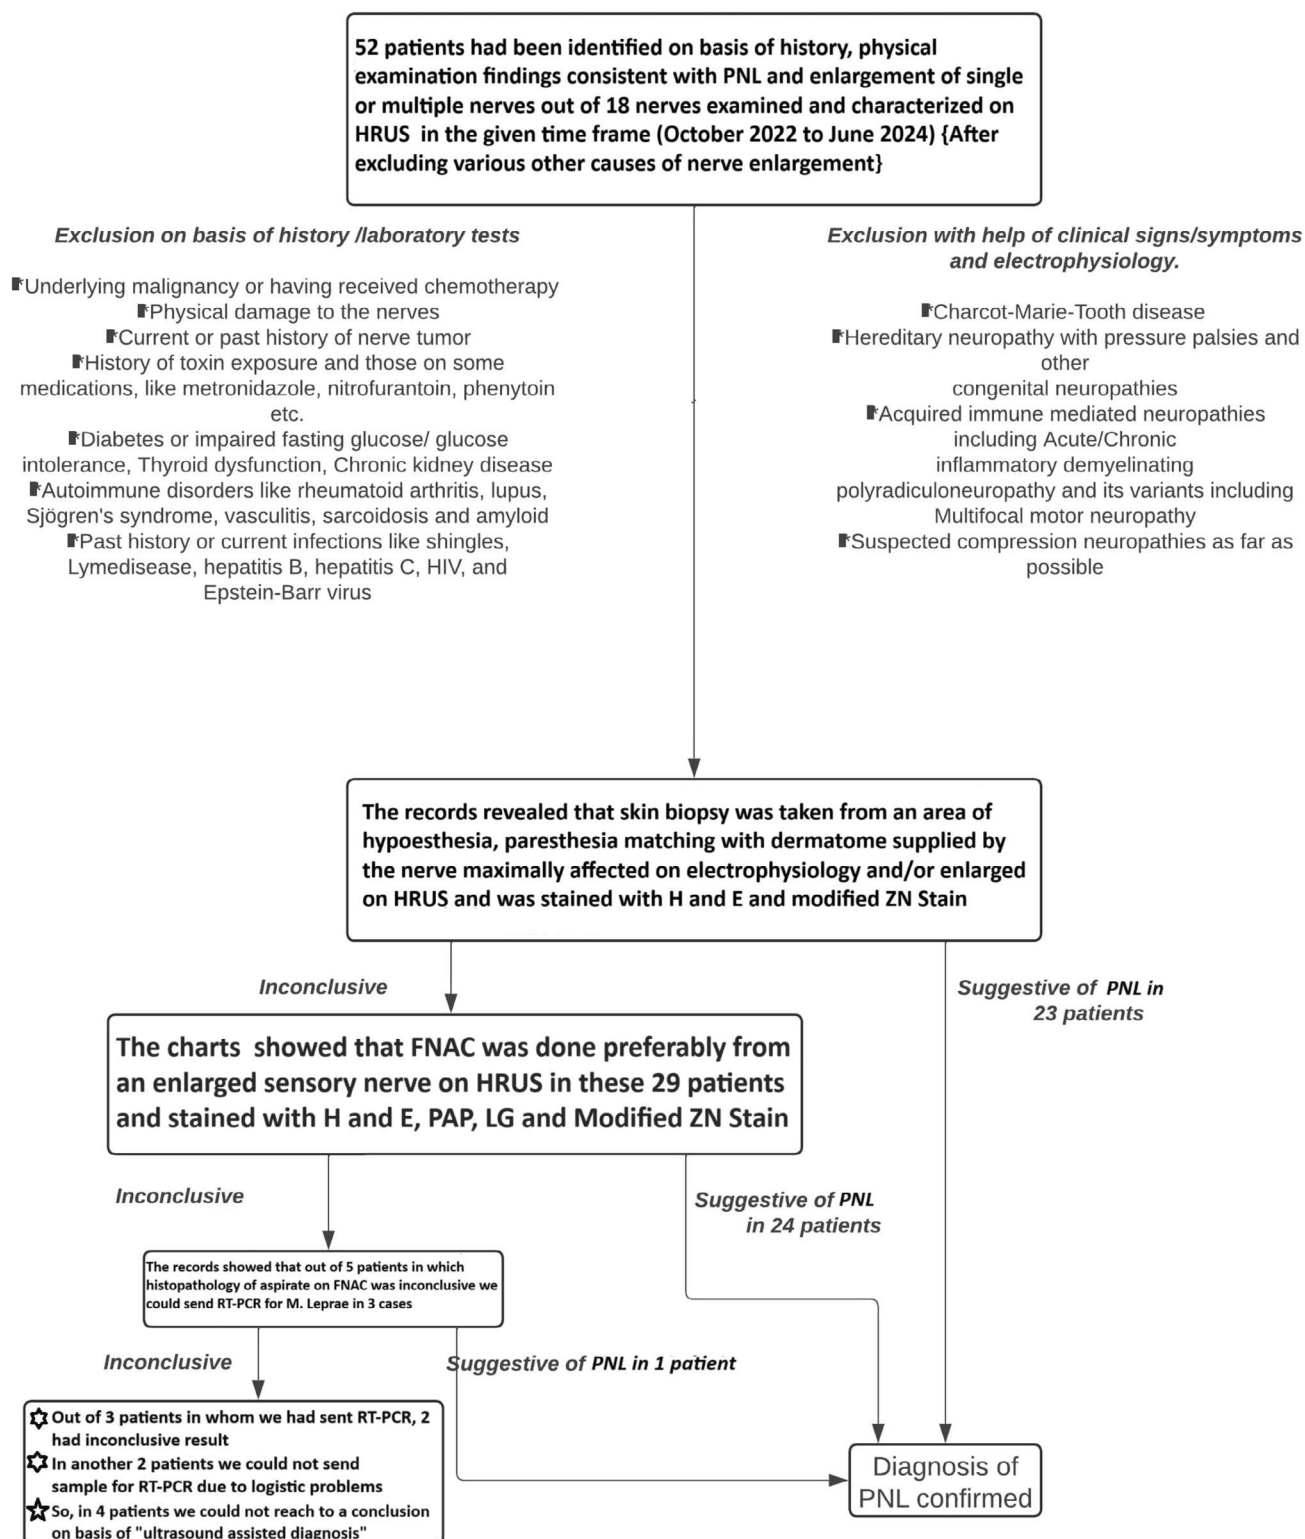 52 patients had been identified on basis of history, physical
examination findings consistent with PNL and enlargement of single
or multiple nerves out of 18 nerves examined and characterized on
HRUS in the given time frame (October 2022 to June 2024) {After
excluding various other causes of nerve enlargement}
Exclusion on basis of history /laboratory tests
Underlying malignancy or having received chemotherapy
Physical damage to the nerves
Current or past history of nerve tumor
History of toxin exposure and those on some
medications, like metronidazole, nitrofurantoin, phenytoin
etc.
Diabetes or impaired fasting glucose/ glucose
intolerance, Thyroid dysfunction, Chronic kidney disease
Autoimmune disorders like rheumatoid arthritis, lupus,
Sjögren's syndrome, vasculitis, sarcoidosis and amyloid
Past history or current infections like shingles,
Lymedisease, hepatitis B, hepatitis C, HIV, and
Epstein-Barr virus
Exclusion with help of clinical signs/symptoms
and electrophysiology.
Charcot-Marie-Tooth disease
Hereditary neuropathy with pressure palsies and
other
congenital neuropathies
Acquired immune mediated neuropathies
including Acute/Chronic
inflammatory demyelinating
polyradiculoneuropathy and its variants including
Multifocal motor neuropathy
Suspected compression neuropathies as far as
possible
The records revealed that skin biopsy was taken from an area of
hypoesthesia, paresthesia matching with dermatome supplied by
the nerve maximally affected on electrophysiology and/or enlarged
on HRUS and was stained with H and E and modified ZN Stain
Inconclusive
Suggestive of PNL in
23 patients
The charts showed that FNAC was done preferably from
an enlarged sensory nerve on HRUS in these 29 patients
and stained with H and E, PAP, LG and Modified ZN Stain
Inconclusive
Suggestive of PNL
in 24 patients
The records showed that out of 5 patients in which
histopathology of aspirate on FNAC was inconclusive we
could send RT-PCR for M. Leprae in 3 cases
Inconclusive
Suggestive of PNL in 1 patient
Out of 3 patients in whom we had sent RT-PCR, 2
had inconclusive result
In another 2 patients we could not send
sample for RT-PCR due to logistic problems
So, in 4 patients we could not reach to a conclusion
on basis of "ultrasound assisted diagnosis"
Diagnosis of
PNL confirmed